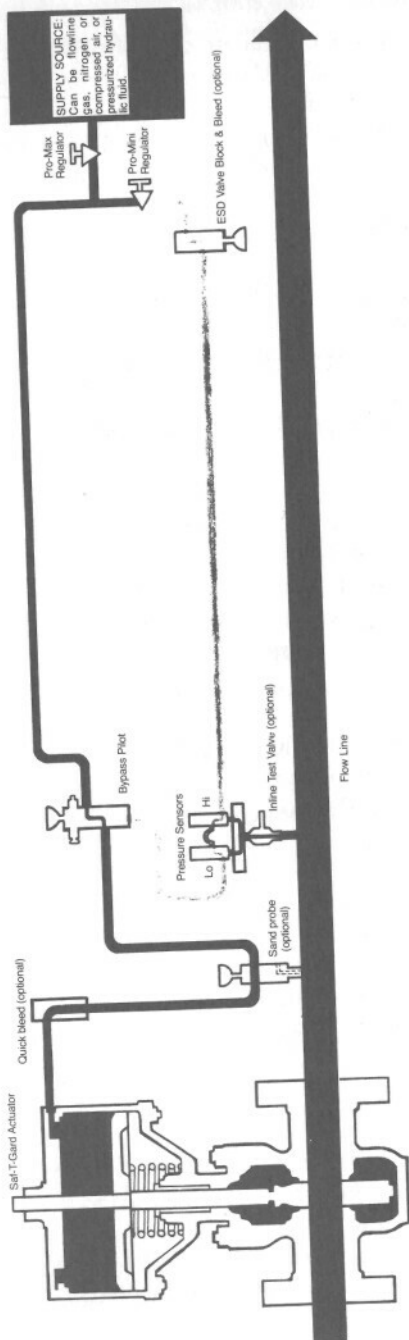 SUPPLY SOURCE:
Can be flowline
gas, nitrogen or
compressed air, or
pressurized hydrau-
lic fluid.
Pro-Max
Regulator
Pro-Mini
Regulator
ESD Valve Block & Bleed (optional)
Bypass Pilot
Pressure Sensors
Hi
Lo
Inline Test Valve (optional)
Flow Line
Sand probe
(optional)
Quick bleed (optional)
Saf-T-Gard Actuator